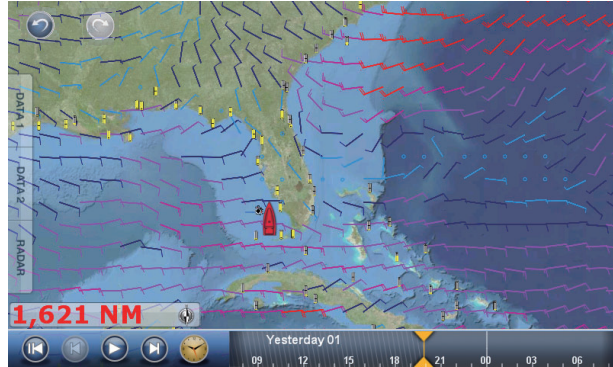 DATA 1
DATA 2
RADAR
1,621 NM
Yesterday 01
09 12 15 18 21 00 03 06